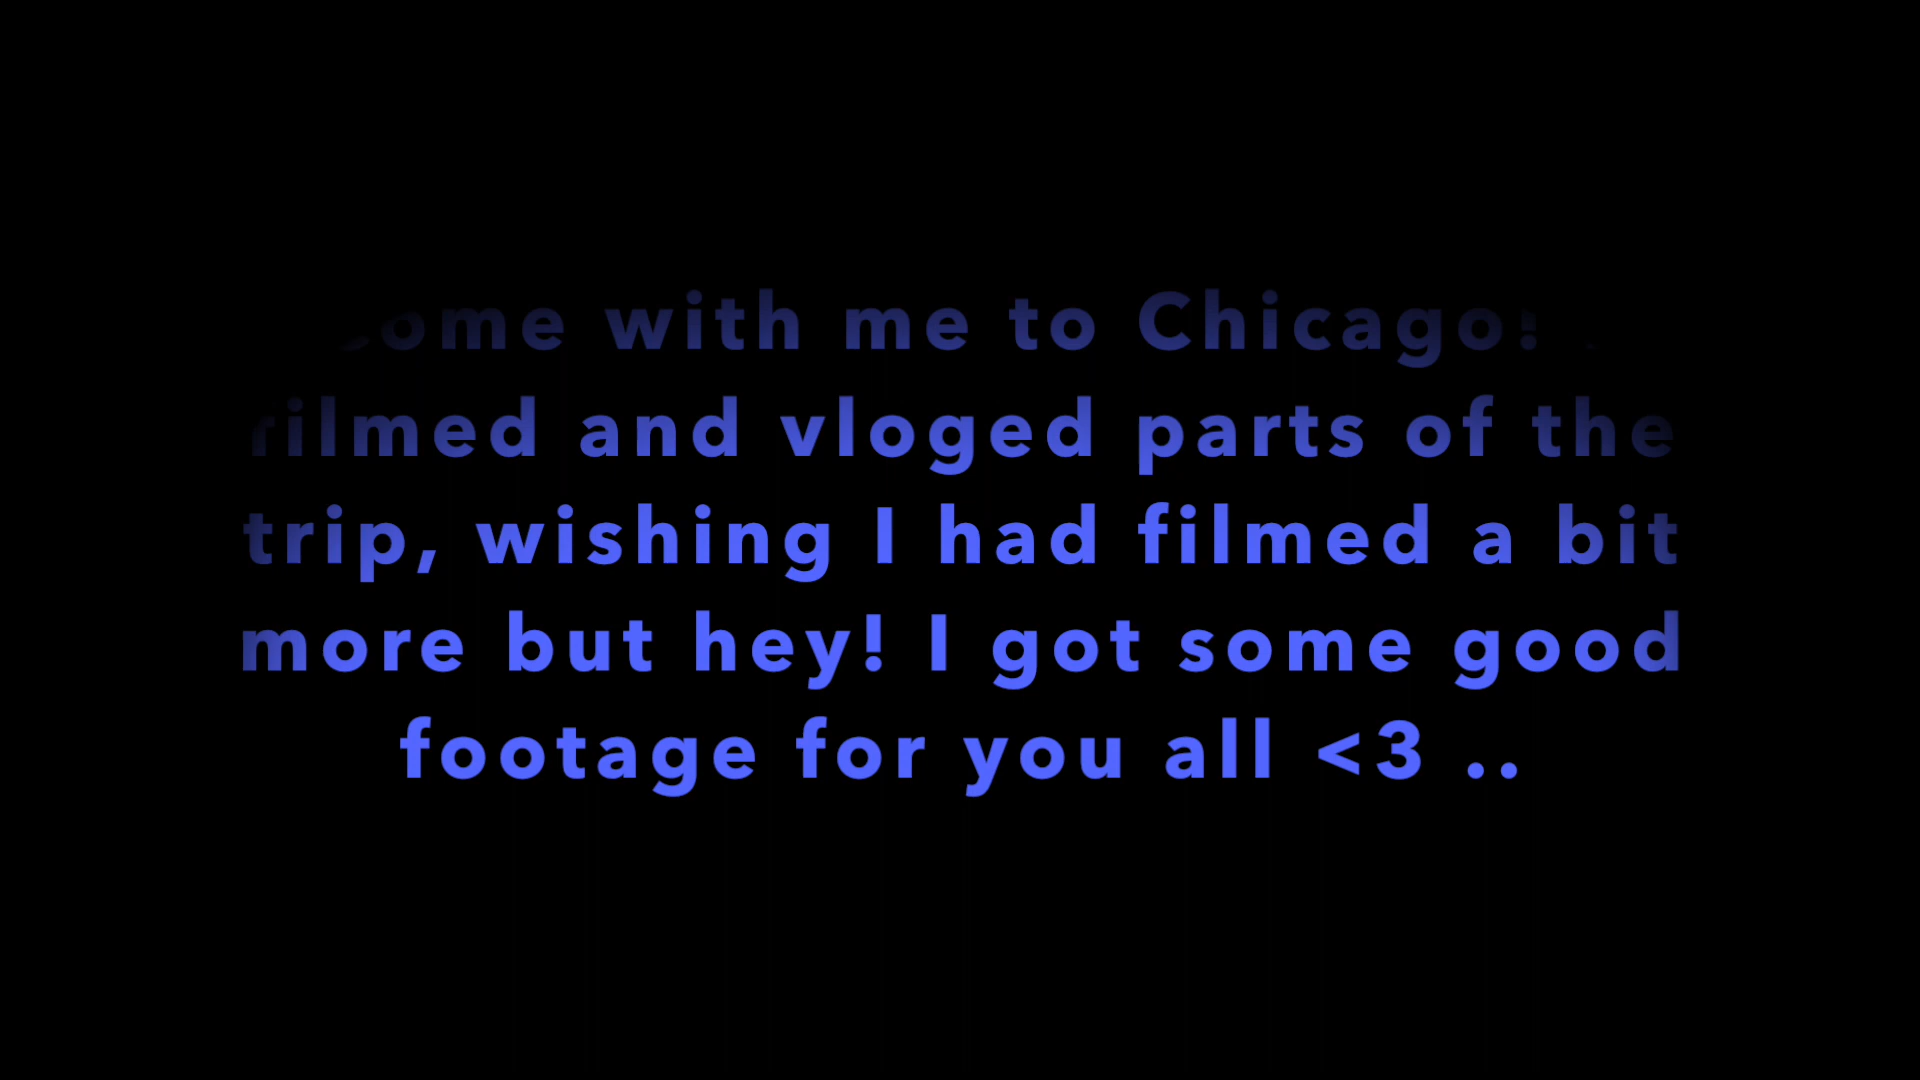 Come with me to Chicago! I
filmed and vloged parts of the
trip, wishing I had filmed a bit
more but hey! I got some good
footage for you all <3 ..